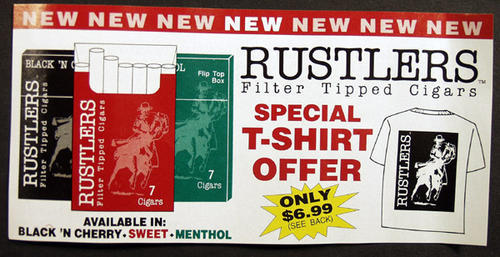 NEW NEW NEW NEW NEW NEW NEW
RUSTLERS™
Filter Tipped Cigars
SPECIAL
T-SHIRT
OFFER
ONLY
$6.99
(SEE BACK)
RUSTLERS
BLACK 'N C
OL
Flip Top
Box
RUSTLERS
Filter Tipped Cigars
RUSTLERS
Filter Tipped Cigars
7
Cigars
7
Cigars
AVAILABLE IN:
BLACK 'N CHERRY • SWEET • MENTHOL